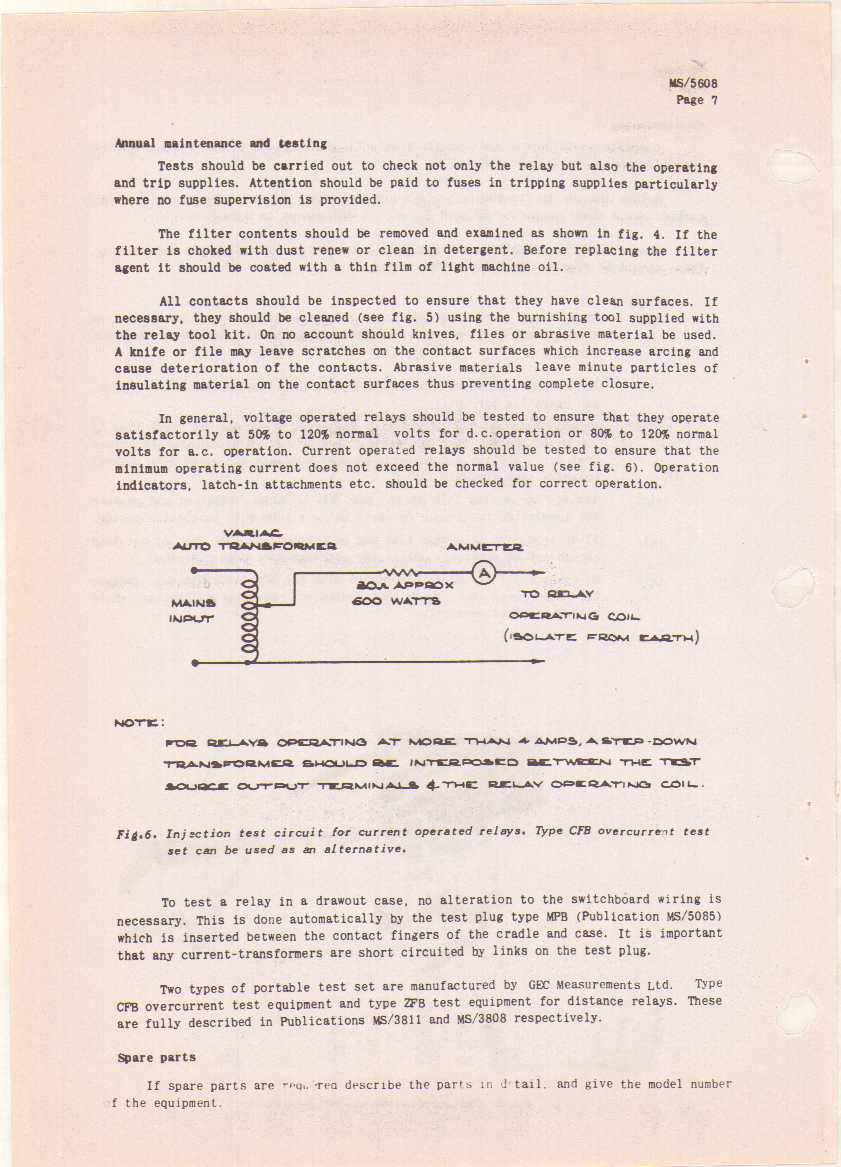 MS/5608
Page 7
Annual maintenance and testing
Tests should be carried out to check not only the relay but also the operating
and trip supplies. Attention should be paid to fuses in tripping supplies particularly
where no fuse supervision is provided.
The filter contents should be removed and examined as shown in fig. 4. If the
filter is choked with dust renew or clean in detergent. Before replacing the filter
agent it should be coated with a thin film of light machine oil.
All contacts should be inspected to ensure that they have clean surfaces. If
necessary, they should be cleaned (see fig. 5) using the burnishing tool supplied with
the relay tool kit. On no account should knives, files or abrasive material be used.
A knife or file may leave scratches on the contact surfaces which increase arcing and
cause deterioration of the contacts. Abrasive materials leave minute particles of
insulating material on the contact surfaces thus preventing complete closure.
In general, voltage operated relays should be tested to ensure that they operate
satisfactorily at 50% to 120% normal volts for d.c. operation or 80% to 120% normal
volts for a.c. operation. Current operated relays should be tested to ensure that the
minimum operating current does not exceed the normal value (see fig. 6). Operation
indicators, latch-in attachments etc. should be checked for correct operation.
VARIAC
AUTO TRANSFORMER
AMMETER
A
30Ω APPROX
600 WATTS
MAINS
INPUT
TO RELAY
OPERATING COIL
(ISOLATE FROM EARTH)
NOTE:
FOR RELAYS OPERATING AT MORE THAN 4 AMPS, A STEP-DOWN
TRANSFORMER SHOULD BE INTERPOSED BETWEEN THE TEST
SOURCE OUTPUT TERMINALS & THE RELAY OPERATING COIL.
Fig.6. Injection test circuit for current operated relays. Type CFB overcurrent test
set can be used as an alternative.
To test a relay in a drawout case, no alteration to the switchboard wiring is
necessary. This is done automatically by the test plug type MPB (Publication MS/5085)
which is inserted between the contact fingers of the cradle and case. It is important
that any current-transformers are short circuited by links on the test plug.
Two types of portable test set are manufactured by GEC Measurements Ltd. Type
CFB overcurrent test equipment and type ZFB test equipment for distance relays. These
are fully described in Publications MS/3811 and MS/3808 respectively.
Spare parts
If spare parts are required describe the parts in detail, and give the model number
of the equipment.